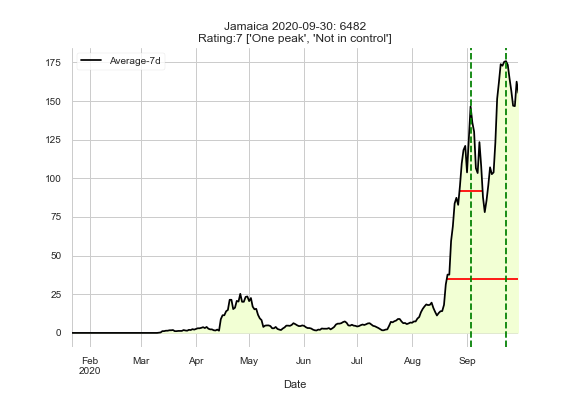 Jamaica 2020-09-30: 6482
Rating:7 ['One peak', 'Not in control']
Average-7d
175
150
125
100
75
50
25
0
Feb Mar Apr May Jun Jul Aug Sep
2020
Date